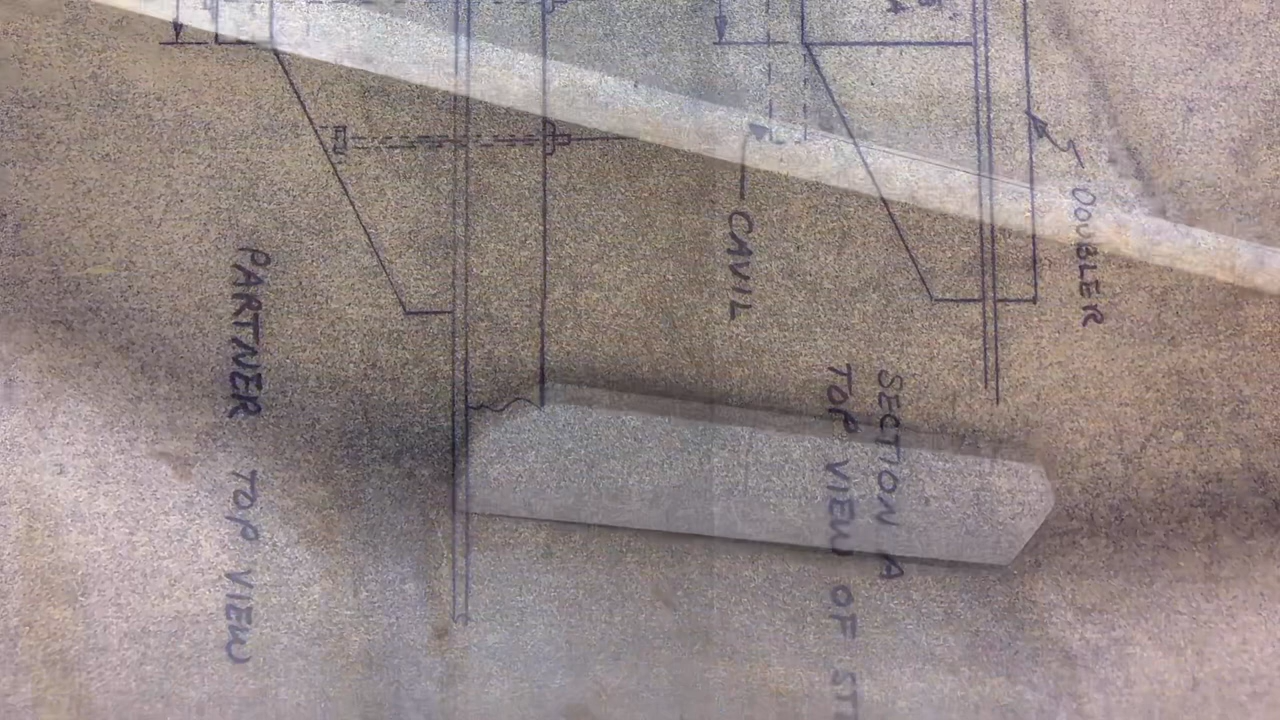 DOUBLER
SECTION A
TOP VIEW OF
CAVIL
PARTNER TOP VIEW